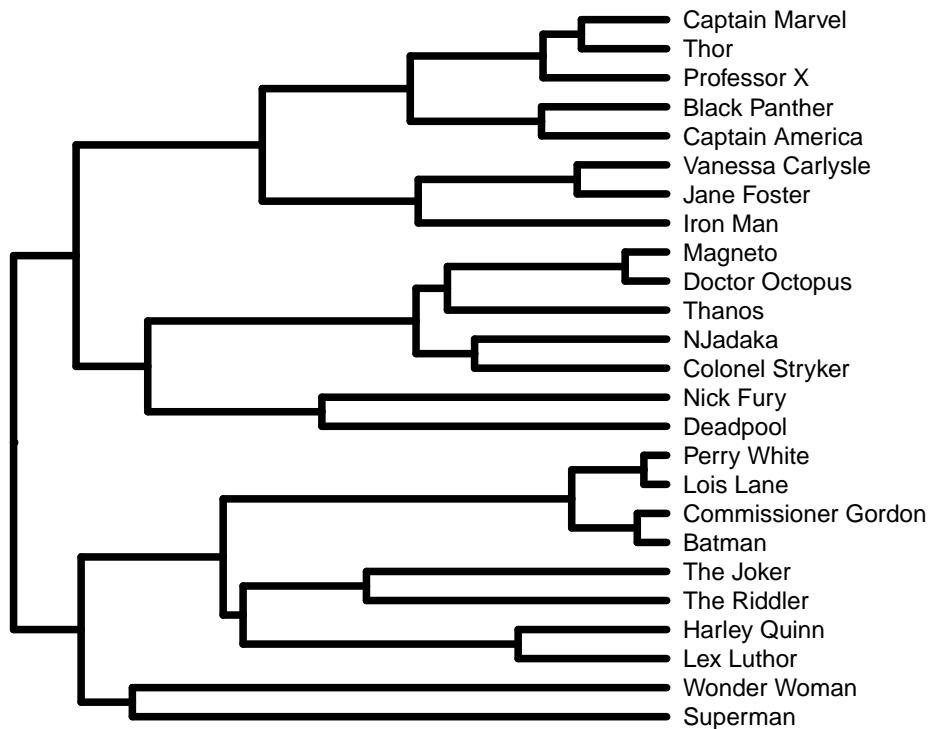 Captain Marvel
Thor
Professor X
Black Panther
Captain America
Vanessa Carlysle
Jane Foster
Iron Man
Magneto
Doctor Octopus
Thanos
NJadaka
Colonel Stryker
Nick Fury
Deadpool
Perry White
Lois Lane
Commissioner Gordon
Batman
The Joker
The Riddler
Harley Quinn
Lex Luthor
Wonder Woman
Superman